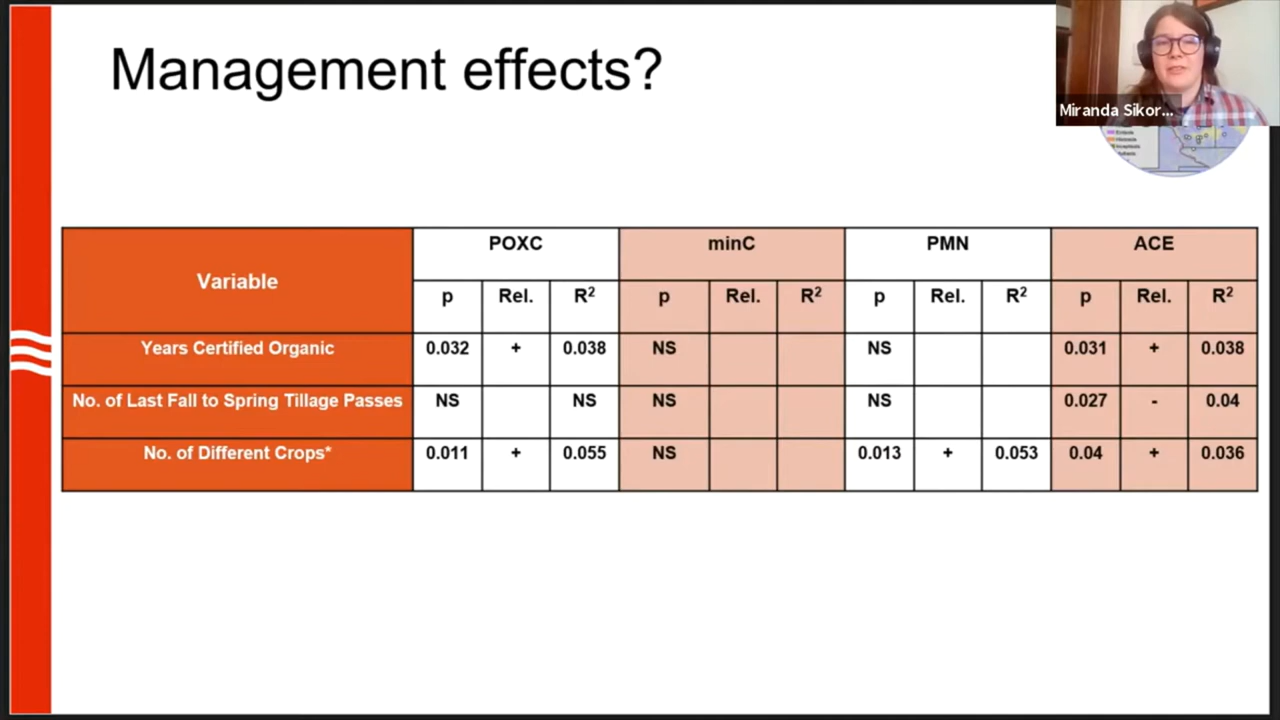 Management effects?
Miranda Sikor...
Variable POXC minC PMN ACE
p Rel. R² p Rel. R² p Rel. R² p Rel. R²
Years Certified Organic 0.032 + 0.038 NS NS 0.031 + 0.038
No. of Last Fall to Spring Tillage Passes NS NS NS NS 0.027 - 0.04
No. of Different Crops* 0.011 + 0.055 NS 0.013 + 0.053 0.04 + 0.036